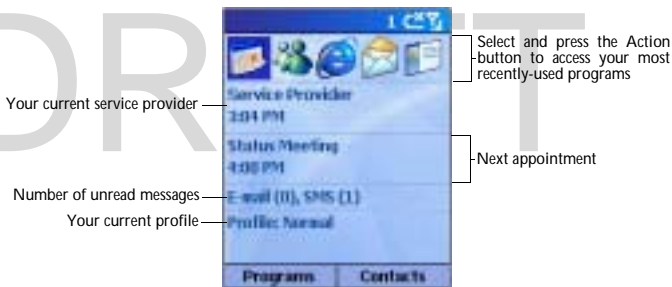 DRAFT
1
Select and press the Action
button to access your most
recently-used programs
Your current service provider
Service Provider
3:04 PM
Status Meeting
4:00 PM
Next appointment
Number of unread messages
E-mail (0), SMS (1)
Your current profile
Profile: Normal
Programs Contacts